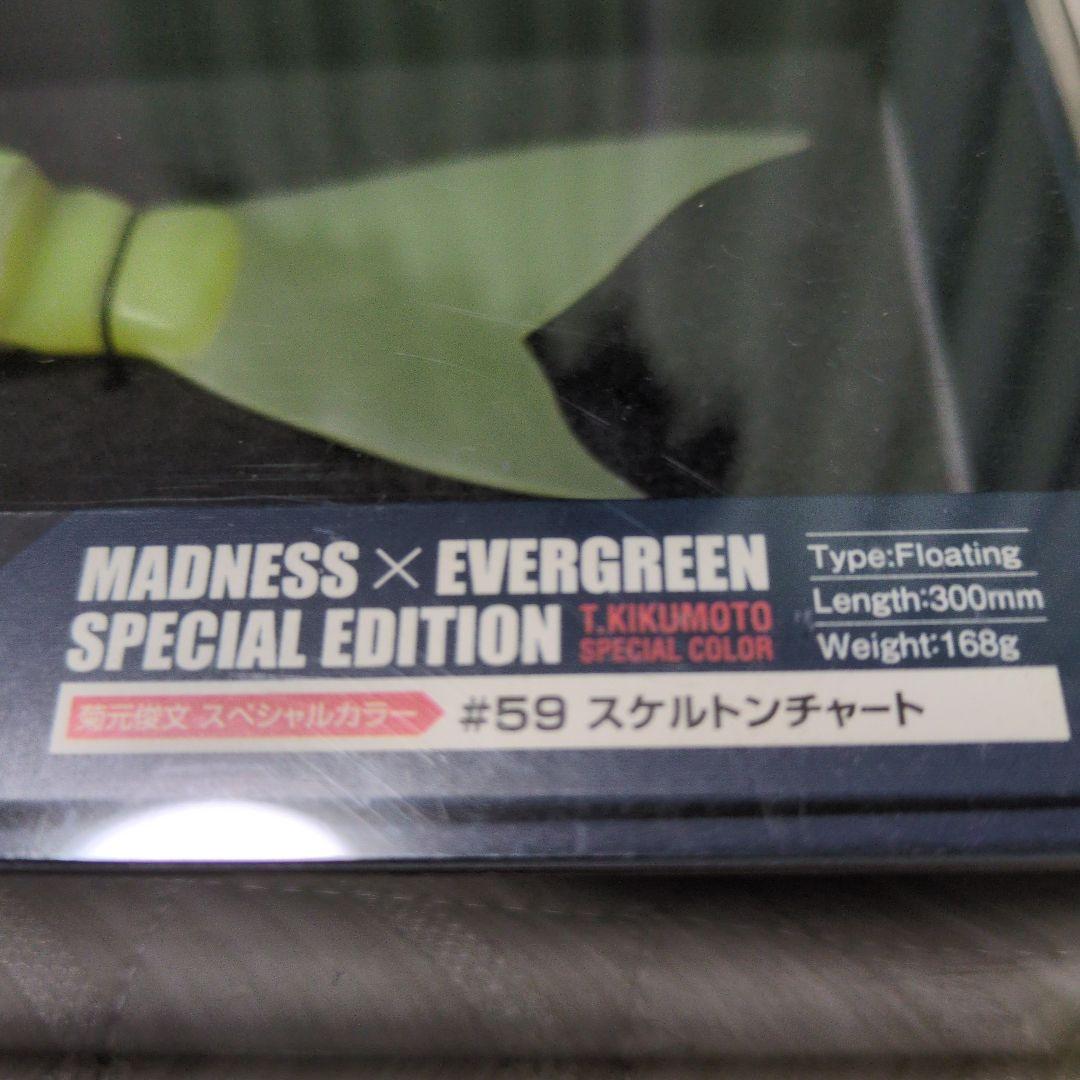 MADNESS × EVERGREEN
SPECIAL EDITION
T.KIKUMOTO
SPECIAL COLOR
Type:Floating
Length:300mm
Weight:168g
菊元俊文 スペシャルカラー #59 スケルトンチャート